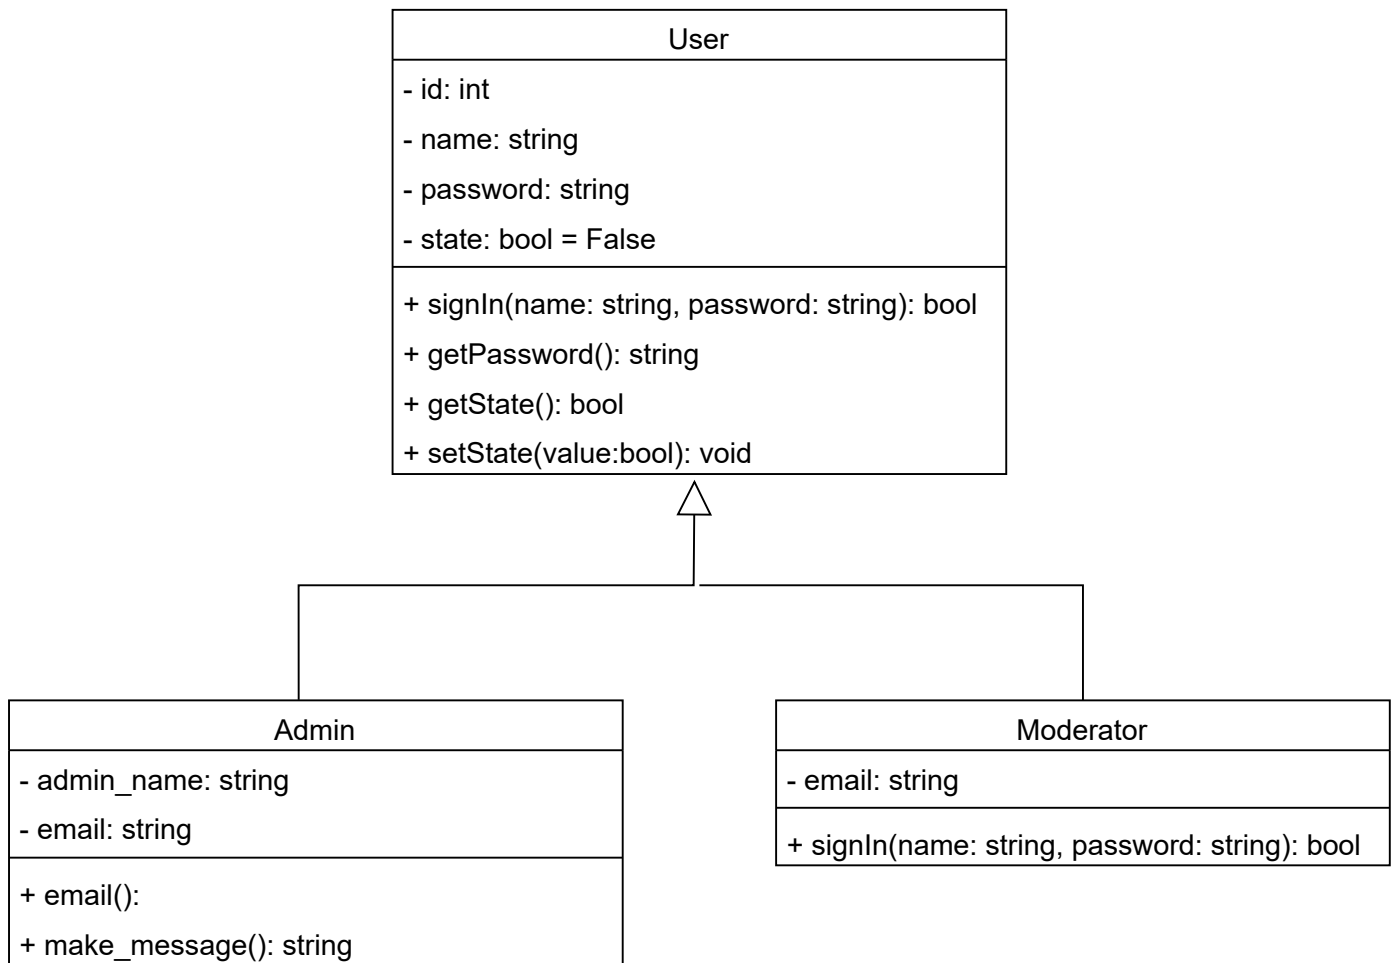 User
- id: int
- name: string
- password: string
- state: bool = False
+ signIn(name: string, password: string): bool
+ getPassword(): string
+ getState(): bool
+ setState(value:bool): void
Admin
- admin_name: string
- email: string
+ email():
+ make_message(): string
Moderator
- email: string
+ signIn(name: string, password: string): bool